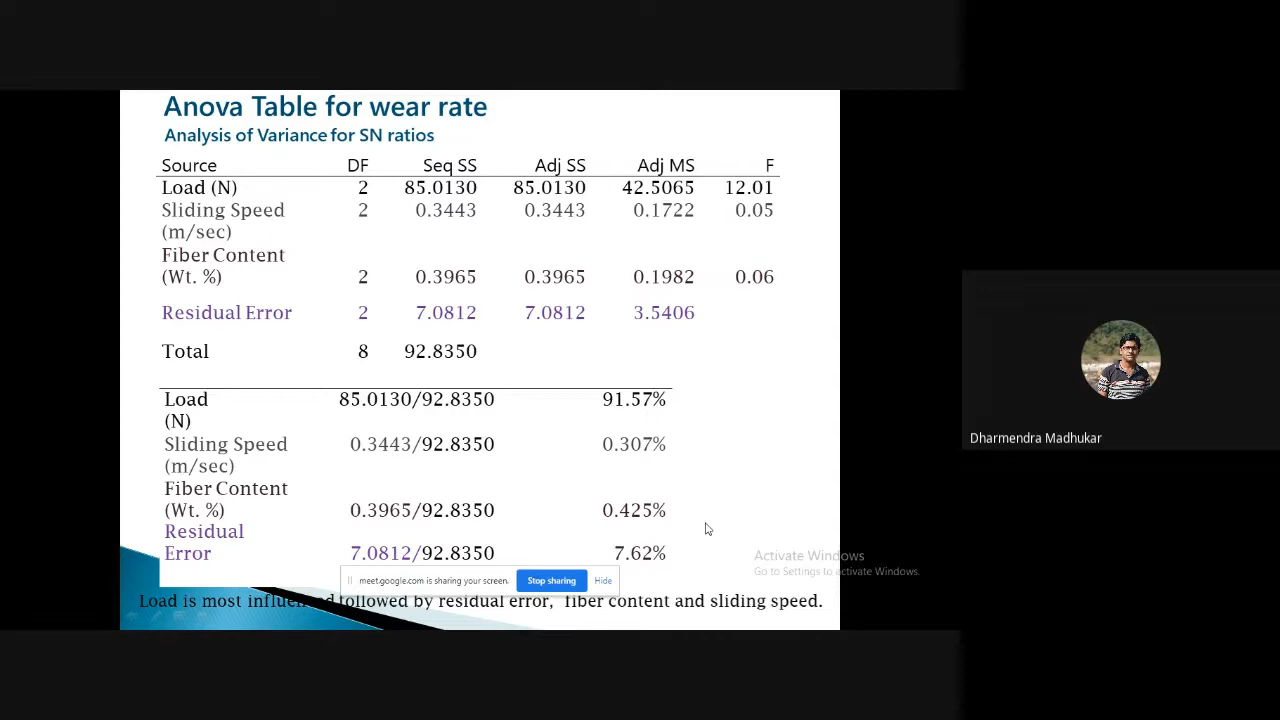 Anova Table for wear rate
Analysis of Variance for SN ratios
Source DF Seq SS Adj SS Adj MS F
Load (N) 2 85.0130 85.0130 42.5065 12.01
Sliding Speed 2 0.3443 0.3443 0.1722 0.05
(m/sec)
Fiber Content
(Wt. %) 2 0.3965 0.3965 0.1982 0.06
Residual Error 2 7.0812 7.0812 3.5406
Total 8 92.8350
Load 85.0130/92.8350 91.57%
(N)
Sliding Speed 0.3443/92.8350 0.307%
(m/sec)
Fiber Content
(Wt. %) 0.3965/92.8350 0.425%
Residual
Error 7.0812/92.8350 7.62%
meet.google.com is sharing your screen. Stop sharing Hide
Load is most followed by residual error, fiber content and sliding speed.
Activate Windows
Go to Settings to activate Windows.
Dharmendra Madhukar